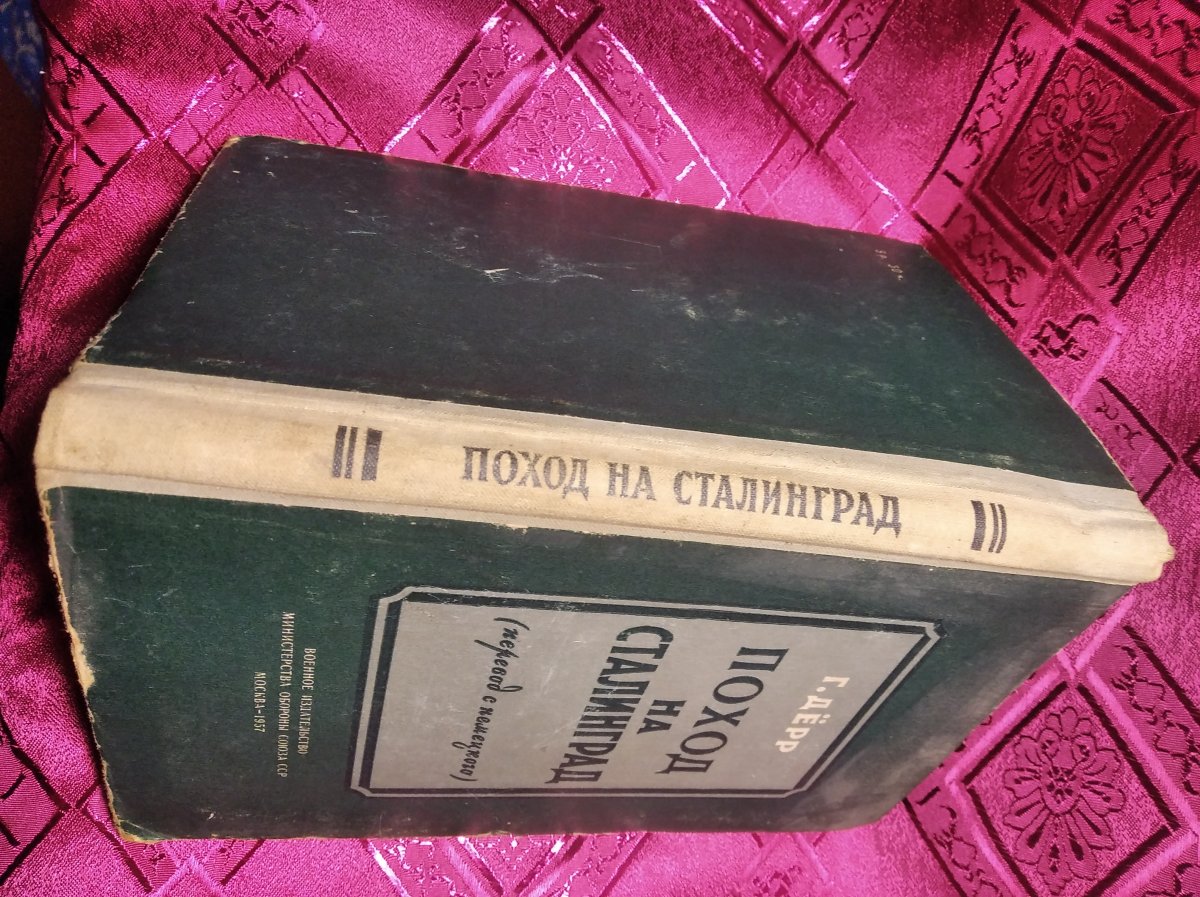 ПОХОД НА СТАЛИНГРАД
Г. ДЁРР
ПОХОД
НА
СТАЛИНГРАД
(перевод с немецкого)
ВОЕННОЕ ИЗДАТЕЛЬСТВО
МИНИСТЕРСТВА ОБОРОНЫ СОЮЗА ССР
МОСКВА–1957